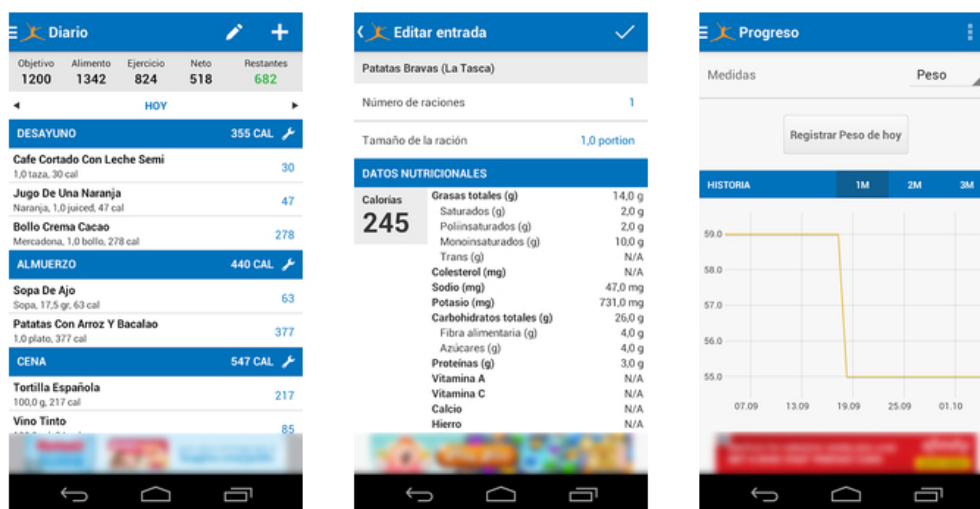 Diario
Objetivo Alimento Ejercicio Neto Restantes
1200 1342 824 518 682
HOY
DESAYUNO 355 CAL
Cafe Cortado Con Leche Semi
1,0 taza, 30 cal 30
Jugo De Una Naranja
Naranja, 1,0 juiced, 47 cal 47
Bollo Crema Cacao
Mercadona, 1,0 bollo, 278 cal 278
ALMUERZO 440 CAL
Sopa De Ajo
Sopa, 17,5 gr, 63 cal 63
Patatas Con Arroz Y Bacalao
1,0 plato, 377 cal 377
CENA 547 CAL
Tortilla Española
100,0 g, 217 cal 217
Vino Tinto
85
Editar entrada
Patatas Bravas (La Tasca)
Número de raciones 1
Tamaño de la ración 1,0 portion
DATOS NUTRICIONALES
Calorías
245
Grasas totales (g) 14,0 g
Saturados (g) 2,0 g
Poliinsaturados (g) 2,0 g
Monoinsaturados (g) 10,0 g
Trans (g) N/A
Colesterol (mg) N/A
Sodio (mg) 47,0 mg
Potasio (mg) 731,0 mg
Carbohidratos totales (g) 26,0 g
Fibra alimentaria (g) 4,0 g
Azúcares (g) 4,0 g
Proteínas (g) 3,0 g
Vitamina A N/A
Vitamina C N/A
Calcio N/A
Hierro N/A
Progreso
Medidas Peso
Registrar Peso de hoy
HISTORIA 1M 2M 3M
59.0
58.0
57.0
56.0
55.0
07.09 13.09 19.09 25.09 01.10